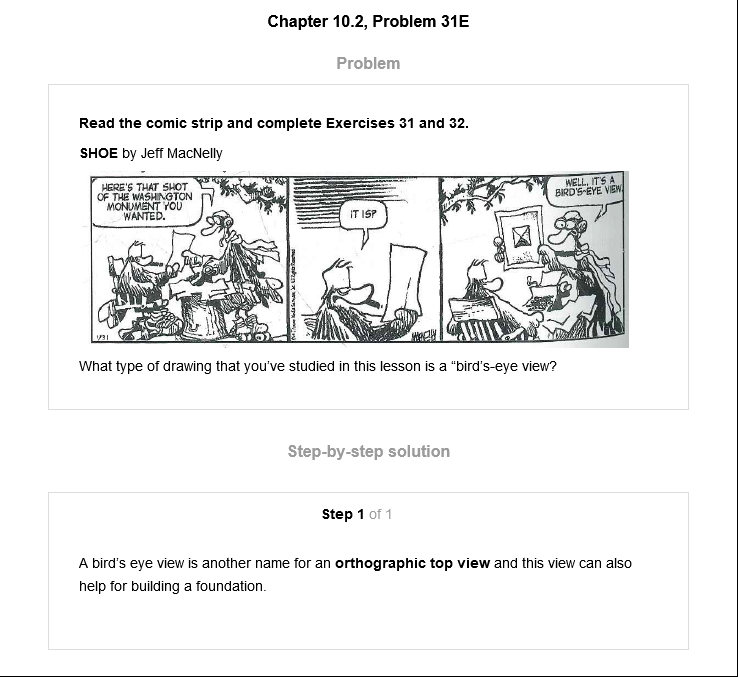 Chapter 10.2, Problem 31E
Problem
Read the comic strip and complete Exercises 31 and 32.
SHOE by Jeff MacNelly
HERE'S THAT SHOT
OF THE WASHINGTON
MONUMENT YOU
WANTED.
IT IS?
WELL, IT'S A
BIRD'S-EYE VIEW.
1/31
What type of drawing that you've studied in this lesson is a “bird's-eye view?
Step-by-step solution
Step 1 of 1
A bird's eye view is another name for an orthographic top view and this view can also
help for building a foundation.